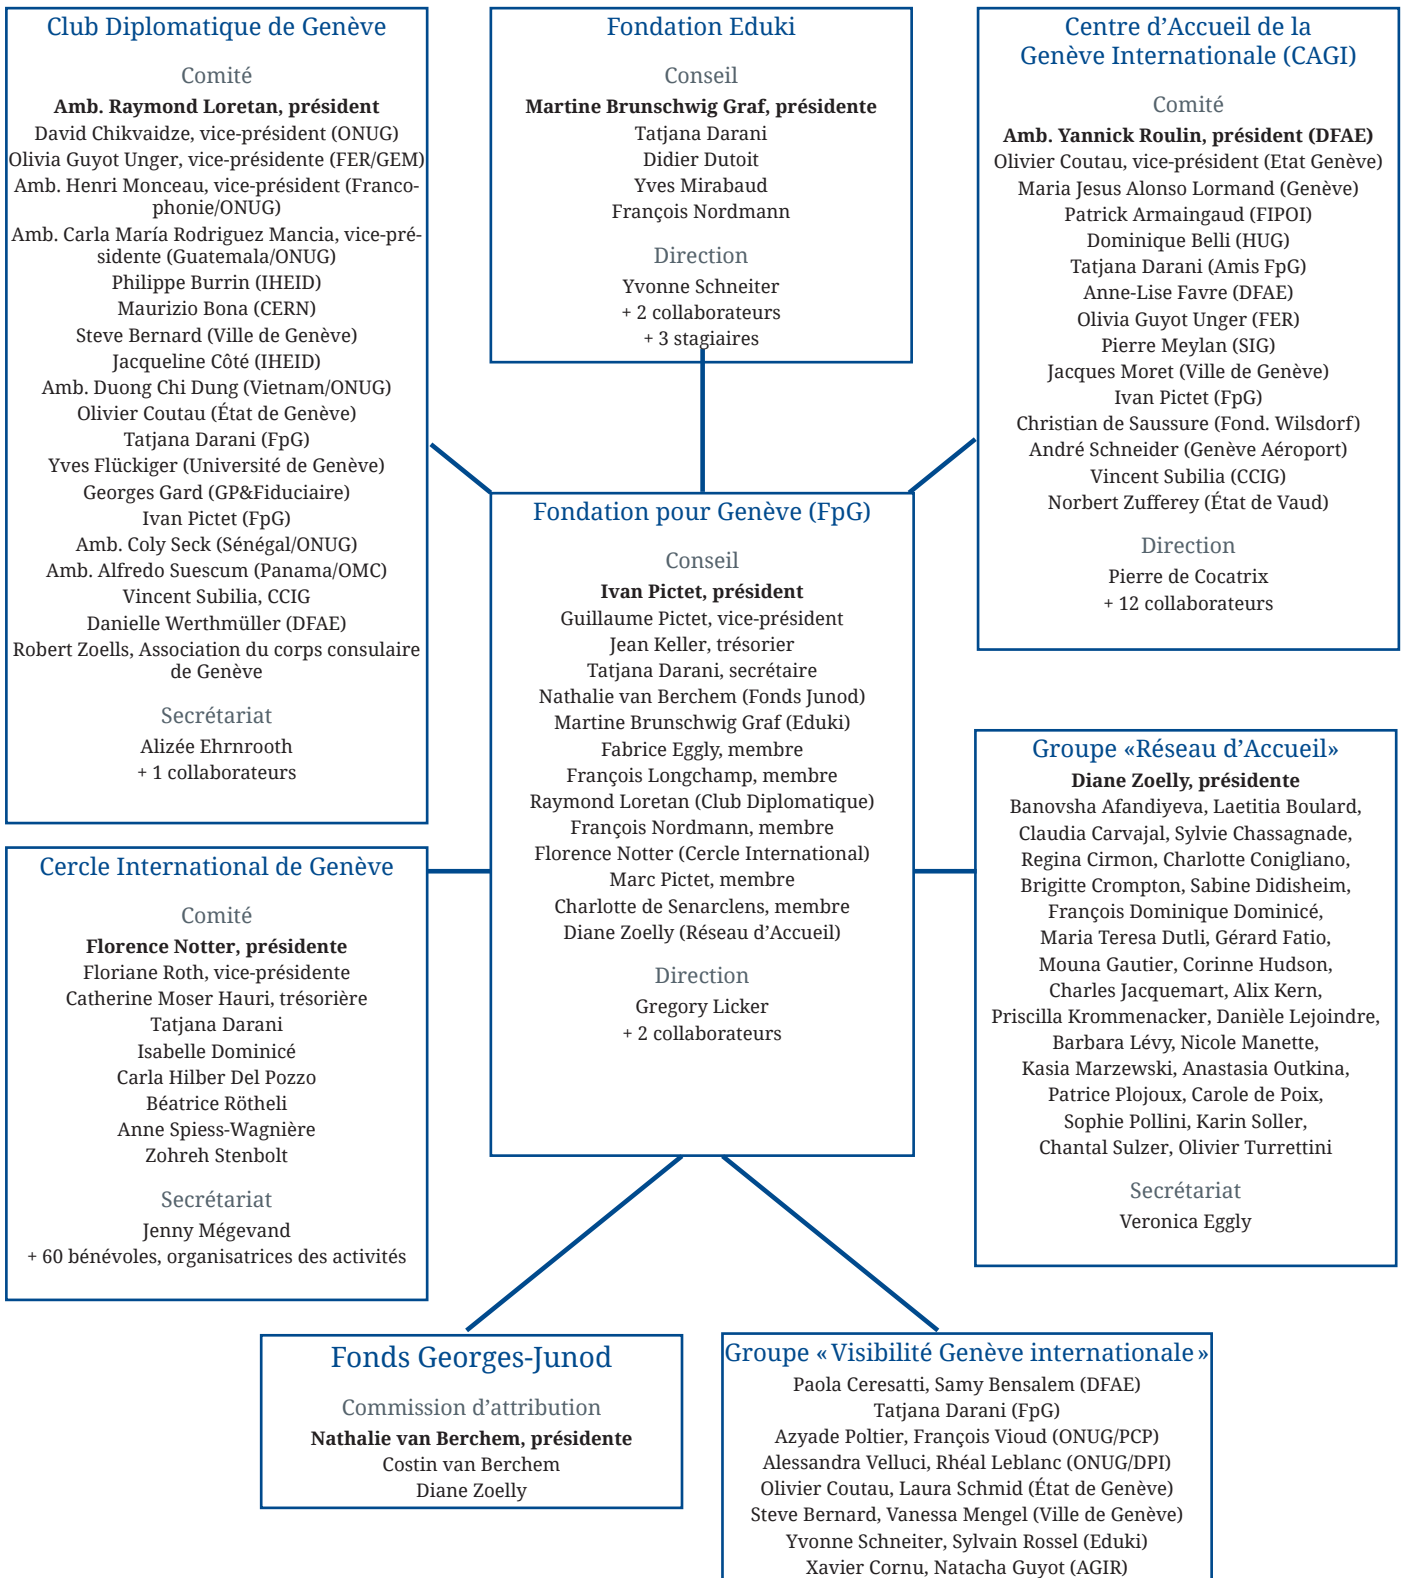 Club Diplomatique de Genève
Comité
Amb. Raymond Loretan, président
David Chikvaidze, vice-président (ONUG)
Olivia Guyot Unger, vice-présidente (FER/GEM)
Amb. Henri Monceau, vice-président (Franco-
phonie/ONUG)
Amb. Carla María Rodriguez Mancia, vice-pré-
sidente (Guatemala/ONUG)
Philippe Burrin (IHEID)
Maurizio Bona (CERN)
Steve Bernard (Ville de Genève)
Jacqueline Côté (IHEID)
Amb. Duong Chi Dung (Vietnam/ONUG)
Olivier Coutau (État de Genève)
Tatjana Darani (FpG)
Yves Flückiger (Université de Genève)
Georges Gard (GP&Fiduciaire)
Ivan Pictet (FpG)
Amb. Coly Seck (Sénégal/ONUG)
Amb. Alfredo Suescum (Panama/OMC)
Vincent Subilia, CCIG
Danielle Werthmüller (DFAE)
Robert Zoells, Association du corps consulaire
de Genève
Secrétariat
Alizée Ehrnrooth
+ 1 collaborateurs
Fondation Eduki
Conseil
Martine Brunschwig Graf, présidente
Tatjana Darani
Didier Dutoit
Yves Mirabaud
François Nordmann
Direction
Yvonne Schneiter
+ 2 collaborateurs
+ 3 stagiaires
Centre d'Accueil de la
Genève Internationale (CAGI)
Comité
Amb. Yannick Roulin, président (DFAE)
Olivier Coutau, vice-président (Etat Genève)
Maria Jesus Alonso Lormand (Genève)
Patrick Armaingaud (FIPOI)
Dominique Belli (HUG)
Tatjana Darani (Amis FpG)
Anne-Lise Favre (DFAE)
Olivia Guyot Unger (FER)
Pierre Meylan (SIG)
Jacques Moret (Ville de Genève)
Ivan Pictet (FpG)
Christian de Saussure (Fond. Wilsdorf)
André Schneider (Genève Aéroport)
Vincent Subilia (CCIG)
Norbert Zufferey (État de Vaud)
Direction
Pierre de Cocatrix
+ 12 collaborateurs
Fondation pour Genève (FpG)
Conseil
Ivan Pictet, président
Guillaume Pictet, vice-président
Jean Keller, trésorier
Tatjana Darani, secrétaire
Nathalie van Berchem (Fonds Junod)
Martine Brunschwig Graf (Eduki)
Fabrice Eggly, membre
François Longchamp, membre
Raymond Loretan (Club Diplomatique)
François Nordmann, membre
Florence Notter (Cercle International)
Marc Pictet, membre
Charlotte de Senarclens, membre
Diane Zoelly (Réseau d'Accueil)
Direction
Gregory Licker
+ 2 collaborateurs
Cercle International de Genève
Comité
Florence Notter, présidente
Floriane Roth, vice-présidente
Catherine Moser Hauri, trésorière
Tatjana Darani
Isabelle Dominicé
Carla Hilber Del Pozzo
Béatrice Rötheli
Anne Spiess-Wagnière
Zohreh Stenbolt
Secrétariat
Jenny Mégevand
+ 60 bénévoles, organisatrices des activités
Groupe «Réseau d'Accueil»
Diane Zoelly, présidente
Banovsha Afandiyeva, Laetitia Boulard,
Claudia Carvajal, Sylvie Chassagnade,
Regina Cirmon, Charlotte Conigliano,
Brigitte Crompton, Sabine Didisheim,
François Dominique Dominicé,
Maria Teresa Dutli, Gérard Fatio,
Mouna Gautier, Corinne Hudson,
Charles Jacquemart, Alix Kern,
Priscilla Krommenacker, Danièle Lejoindre,
Barbara Lévy, Nicole Manette,
Kasia Marzewski, Anastasia Outkina,
Patrice Plojoux, Carole de Poix,
Sophie Pollini, Karin Soller,
Chantal Sulzer, Olivier Turrettini
Secrétariat
Veronica Eggly
Fonds Georges-Junod
Commission d'attribution
Nathalie van Berchem, présidente
Costin van Berchem
Diane Zoelly
Groupe «Visibilité Genève internationale»
Paola Ceresatti, Samy Bensalem (DFAE)
Tatjana Darani (FpG)
Azyade Poltier, François Vioud (ONUG/PCP)
Alessandra Velluci, Rhéal Leblanc (ONUG/DPI)
Olivier Coutau, Laura Schmid (État de Genève)
Steve Bernard, Vanessa Mengel (Ville de Genève)
Yvonne Schneiter, Sylvain Rossel (Eduki)
Xavier Cornu, Natacha Guyot (AGIR)